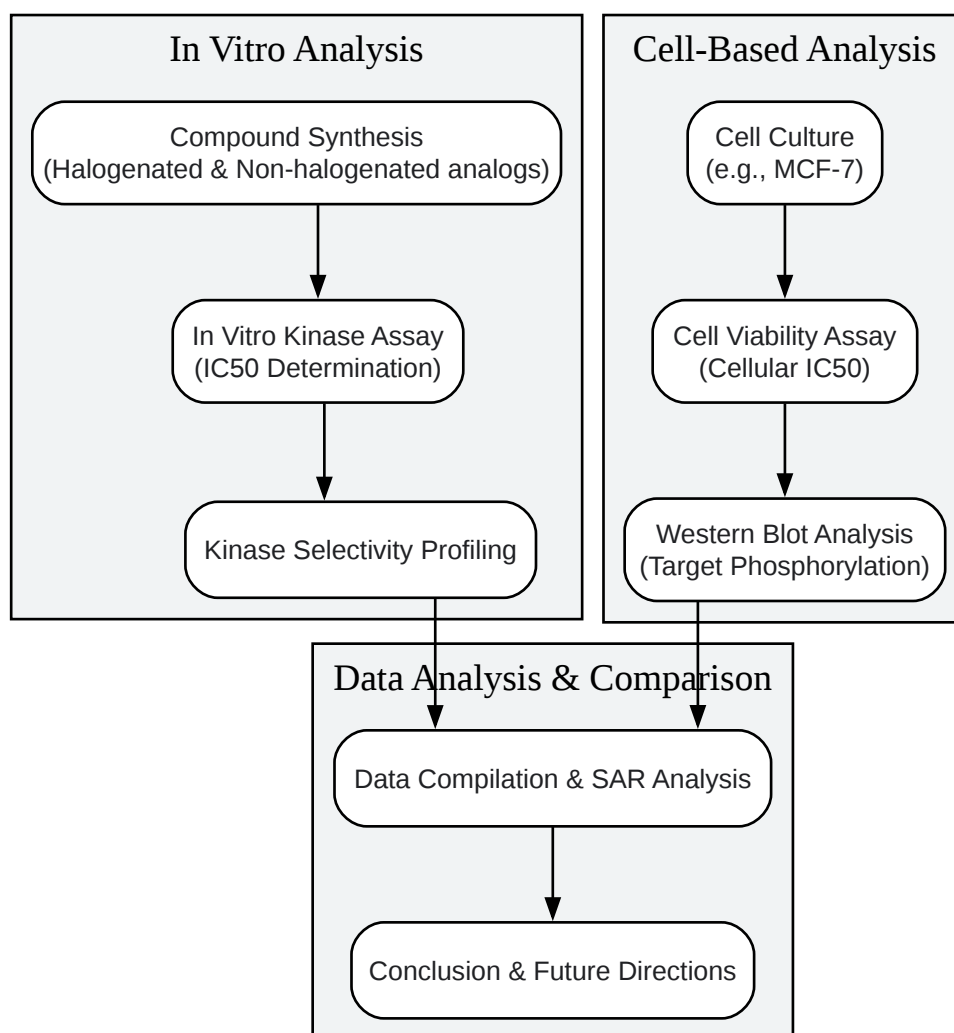 In Vitro Analysis
Compound Synthesis
(Halogenated & Non-halogenated analogs)
In Vitro Kinase Assay
(IC50 Determination)
Kinase Selectivity Profiling
Cell-Based Analysis
Cell Culture
(e.g., MCF-7)
Cell Viability Assay
(Cellular IC50)
Western Blot Analysis
(Target Phosphorylation)
Data Analysis & Comparison
Data Compilation & SAR Analysis
Conclusion & Future Directions